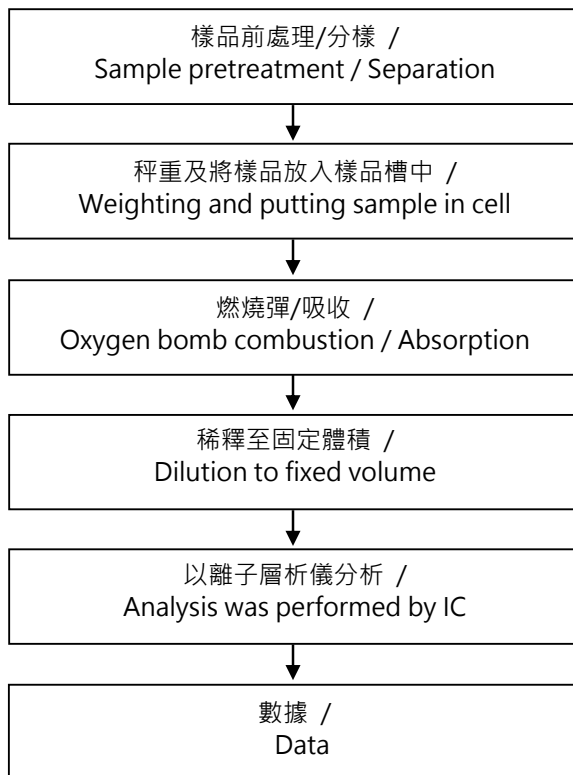 樣品前處理/分樣 /
Sample pretreatment / Separation
秤重及將樣品放入樣品槽中 /
Weighting and putting sample in cell
燃燒彈/吸收 /
Oxygen bomb combustion / Absorption
稀釋至固定體積 /
Dilution to fixed volume
以離子層析儀分析 /
Analysis was performed by IC
數據 /
Data